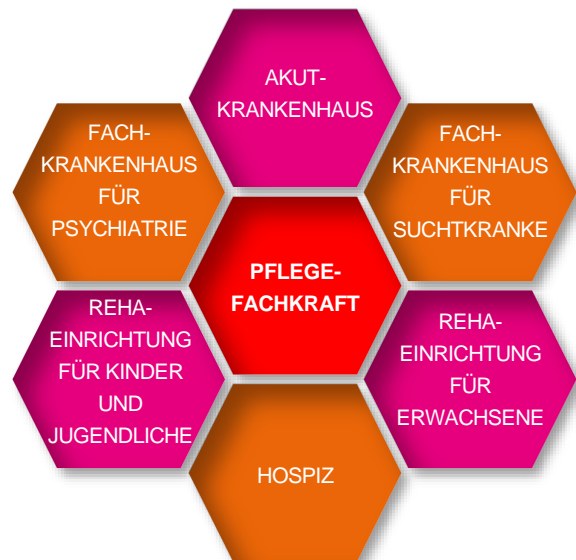 AKUT-
KRANKENHAUS
FACH-
KRANKENHAUS
FÜR
PSYCHIATRIE
FACH-
KRANKENHAUS
FÜR
SUCHTKRANKE
PFLEGE-
FACHKRAFT
REHA-
EINRICHTUNG
FÜR KINDER
UND
JUGENDLICHE
REHA-
EINRICHTUNG
FÜR
ERWACHSENE
HOSPIZ